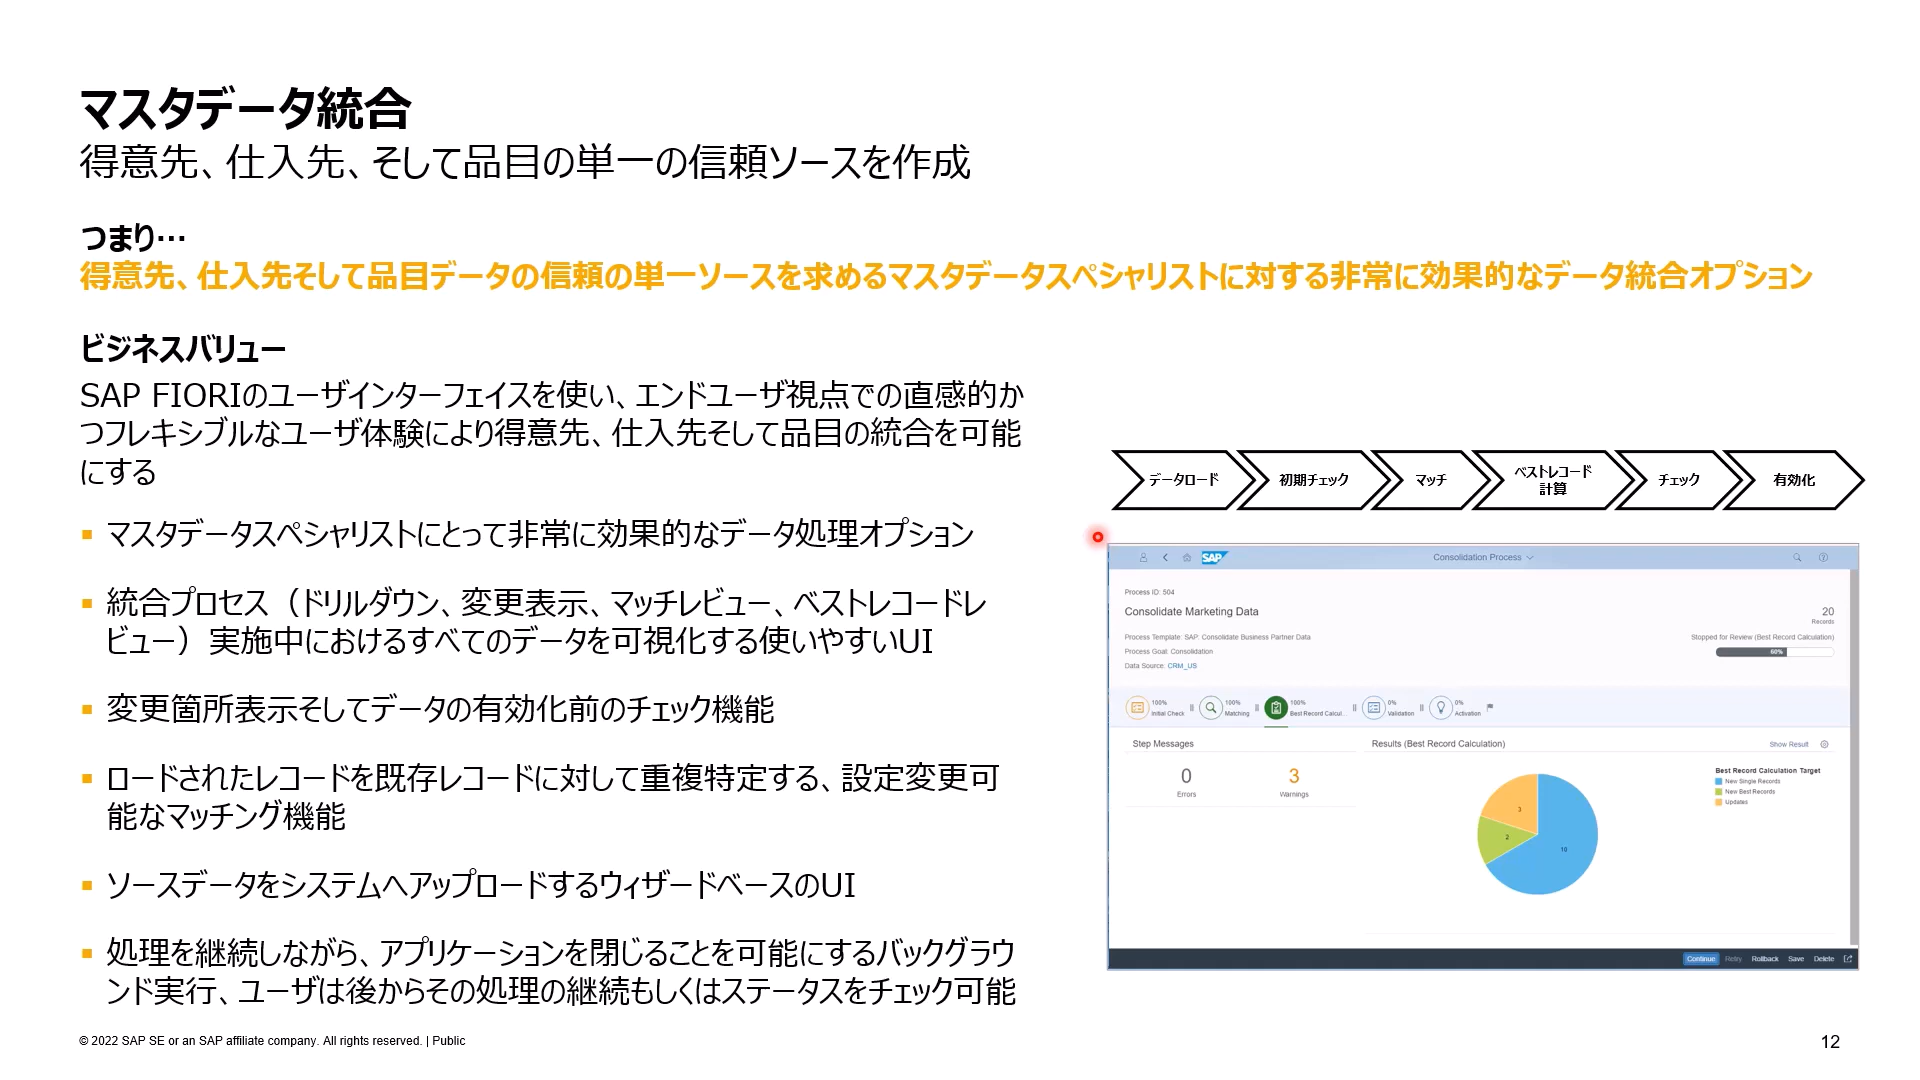 マスタデータ統合
得意先、仕入先、そして品目の単一の信頼ソースを作成
つまり…
得意先、仕入先そして品目データの信頼の単一ソースを求めるマスタデータスペシャリストに対する非常に効果的なデータ統合オプション
ビジネスバリュー
SAP FIORIのユーザインターフェイスを使い、エンドユーザ視点での直感的か
つフレキシブルなユーザ体験により得意先、仕入先そして品目の統合を可能
にする
▪ マスタデータスペシャリストにとって非常に効果的なデータ処理オプション
▪ 統合プロセス（ドリルダウン、変更表示、マッチレビュー、ベストレコードレ
ビュー）実施中におけるすべてのデータを可視化する使いやすいUI
▪ 変更箇所表示そしてデータの有効化前のチェック機能
▪ ロードされたレコードを既存レコードに対して重複特定する、設定変更可
能なマッチング機能
▪ ソースデータをシステムへアップロードするウィザードベースのUI
▪ 処理を継続しながら、アプリケーションを閉じることを可能にするバックグラウ
ンド実行、ユーザは後からその処理の継続もしくはステータスをチェック可能
データロード
初期チェック
マッチ
ベストレコード
計算
チェック
有効化
SAP
Consolidation Process
Process ID: 504
Consolidate Marketing Data
20
Records
Process Template: SAP: Consolidate Business Partner Data
Stopped for Review (Best Record Calculation)
Process Goal: Consolidation
60%
Data Source: CRM_US
100%
Initial Check
100%
Matching
100%
Best Record Calcul...
0%
Validation
0%
Activation
Step Messages
0
Errors
3
Warnings
Results (Best Record Calculation)
Show Result
Best Record Calculation Target
New Single Records
New Best Records
Updates
3
2
10
Continue Retry Rollback Save Delete
© 2022 SAP SE or an SAP affiliate company. All rights reserved. | Public
12